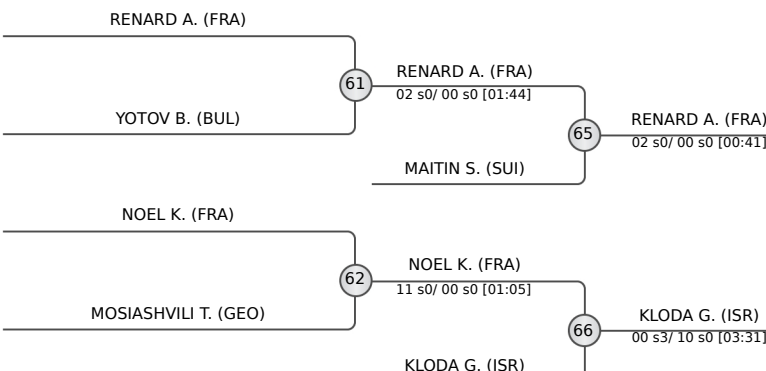 RENARD A. (FRA)
61
RENARD A. (FRA)
02 s0/ 00 s0 [01:44]
YOTOV B. (BUL)
65
RENARD A. (FRA)
02 s0/ 00 s0 [00:41]
MAITIN S. (SUI)
NOEL K. (FRA)
62
NOEL K. (FRA)
11 s0/ 00 s0 [01:05]
MOSIASHVILI T. (GEO)
66
KLODA G. (ISR)
00 s3/ 10 s0 [03:31]
KLODA G. (ISR)